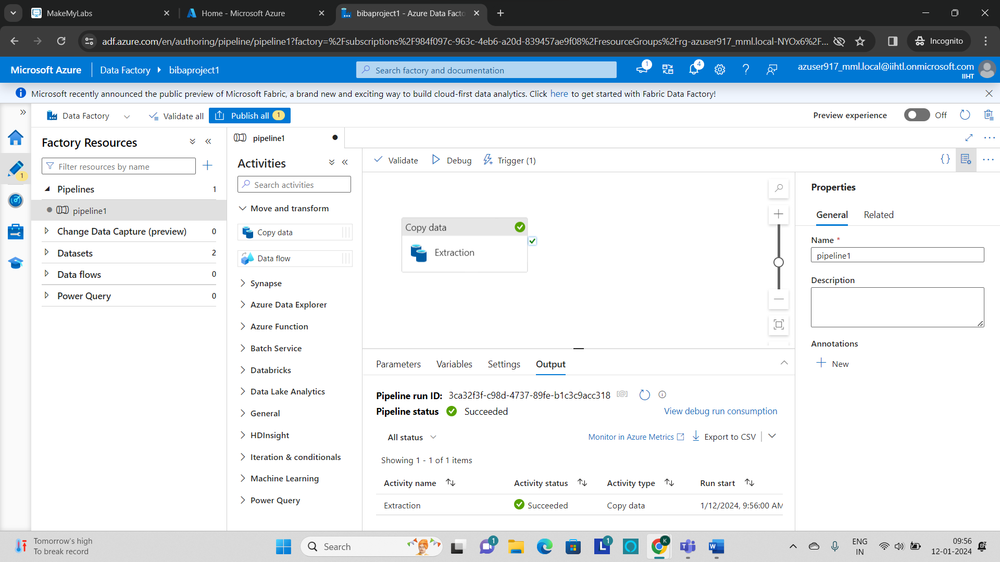 MakeMyLabs
Home - Microsoft Azure
bibaproject1 - Azure Data Facto
adf.azure.com/en/authoring/pipeline/pipeline1?factory=%2Fsubscriptions%2F984f097c-963c-4eb6-a20d-839457ae9f08%2FresourceGroups%2Frg-azuser917_mml.local-NYOx6%2F...
Incognito
Microsoft Azure
Data Factory
bibaproject1
Search factory and documentation
1
4
azuser917_mml.local@iihtl.onmicrosoft.com
IIHT
Microsoft recently announced the public preview of Microsoft Fabric, a brand new and exciting way to build cloud-first data analytics. Click here to get started with Fabric Data Factory!
Data Factory
Validate all
Publish all 1
Preview experience
Off
1
Factory Resources
Filter resources by name
Pipelines 1
pipeline1
Change Data Capture (preview) 0
Datasets 2
Data flows 0
Power Query 0
pipeline1
Activities
Search activities
Move and transform
Copy data
Data flow
Synapse
Azure Data Explorer
Azure Function
Batch Service
Databricks
Data Lake Analytics
General
HDInsight
Iteration & conditionals
Machine Learning
Power Query
Validate
Debug
Trigger (1)
Copy data
Extraction
Parameters
Variables
Settings
Output
Pipeline run ID: 3ca32f3f-c98d-4737-89fe-b1c3c9acc318 [@]
Pipeline status Succeeded
View debug run consumption
All status
Monitor in Azure Metrics
Export to CSV
Showing 1 - 1 of 1 items
Activity name Activity status Activity type Run start
Extraction Succeeded Copy data 1/12/2024, 9:56:00 AM
Properties
General
Related
Name *
pipeline1
Description
Annotations
New
Tomorrow's high
To break record
Search
1
L
1
K
ENG
IN
09:56
12-01-2024